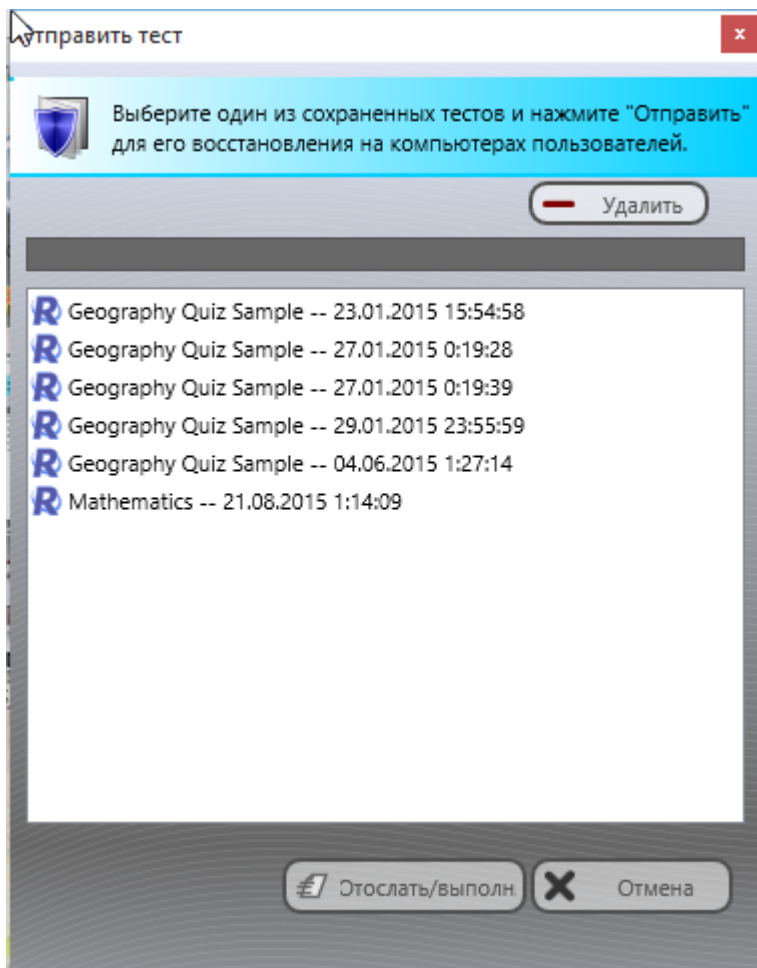 Отправить тест
x
Выберите один из сохраненных тестов и нажмите "Отправить"
для его восстановления на компьютерах пользователей.
Удалить
Geography Quiz Sample -- 23.01.2015 15:54:58
Geography Quiz Sample -- 27.01.2015 0:19:28
Geography Quiz Sample -- 27.01.2015 0:19:39
Geography Quiz Sample -- 29.01.2015 23:55:59
Geography Quiz Sample -- 04.06.2015 1:27:14
Mathematics -- 21.08.2015 1:14:09
Отослать/выполн
Отмена